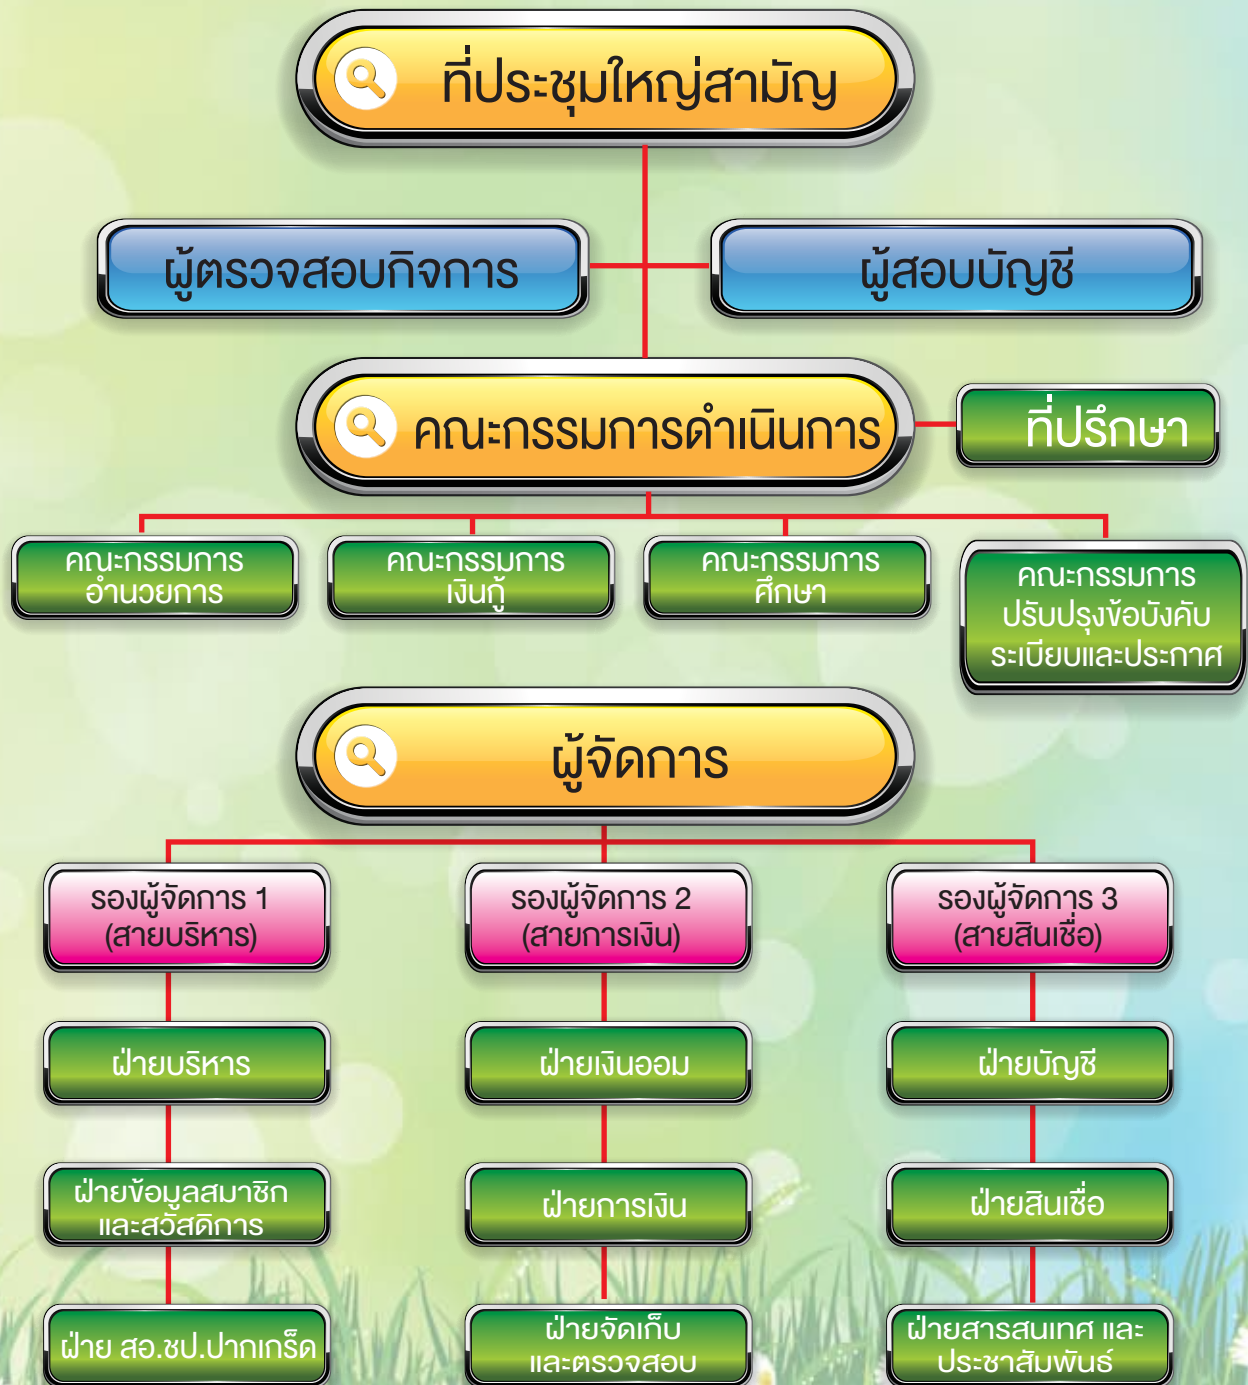 ที่ประชุมใหญ่สามัญ
ผู้ตรวจสอบกิจการ
ผู้สอบบัญชี
คณะกรรมการดำเนินการ
ที่ปรึกษา
คณะกรรมการ
อำนวยการ
คณะกรรมการ
เงินกู้
คณะกรรมการ
ศึกษา
คณะกรรมการ
ปรับปรุงข้อบังคับ
ระเบียบและประกาศ
ผู้จัดการ
รองผู้จัดการ 1
(สายบริหาร)
รองผู้จัดการ 2
(สายการเงิน)
รองผู้จัดการ 3
(สายสินเชื่อ)
ฝ่ายบริหาร
ฝ่ายเงินออม
ฝ่ายบัญชี
ฝ่ายข้อมูลสมาชิก
และสวัสดิการ
ฝ่ายการเงิน
ฝ่ายสินเชื่อ
ฝ่าย สอ.ชป.ปากเกร็ด
ฝ่ายจัดเก็บ
และตรวจสอบ
ฝ่ายสารสนเทศ และ
ประชาสัมพันธ์